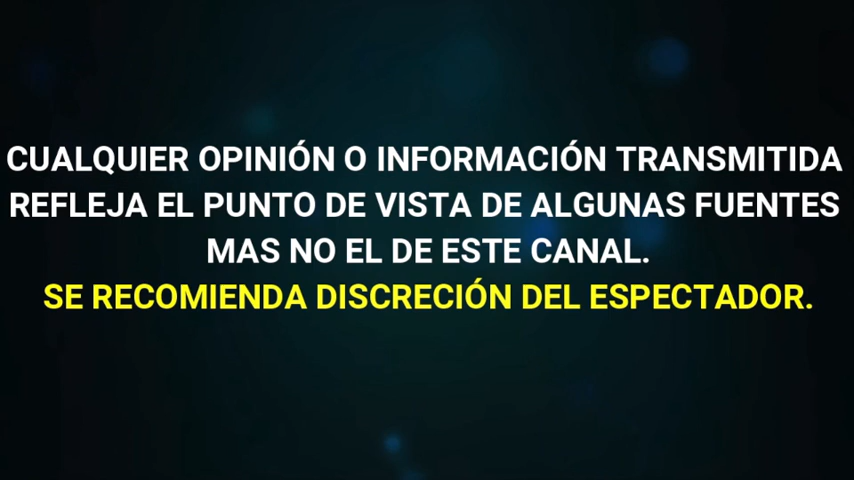 CUALQUIER OPINIÓN O INFORMACIÓN TRANSMITIDA
REFLEJA EL PUNTO DE VISTA DE ALGUNAS FUENTES
MAS NO EL DE ESTE CANAL.
SE RECOMIENDA DISCRECIÓN DEL ESPECTADOR.